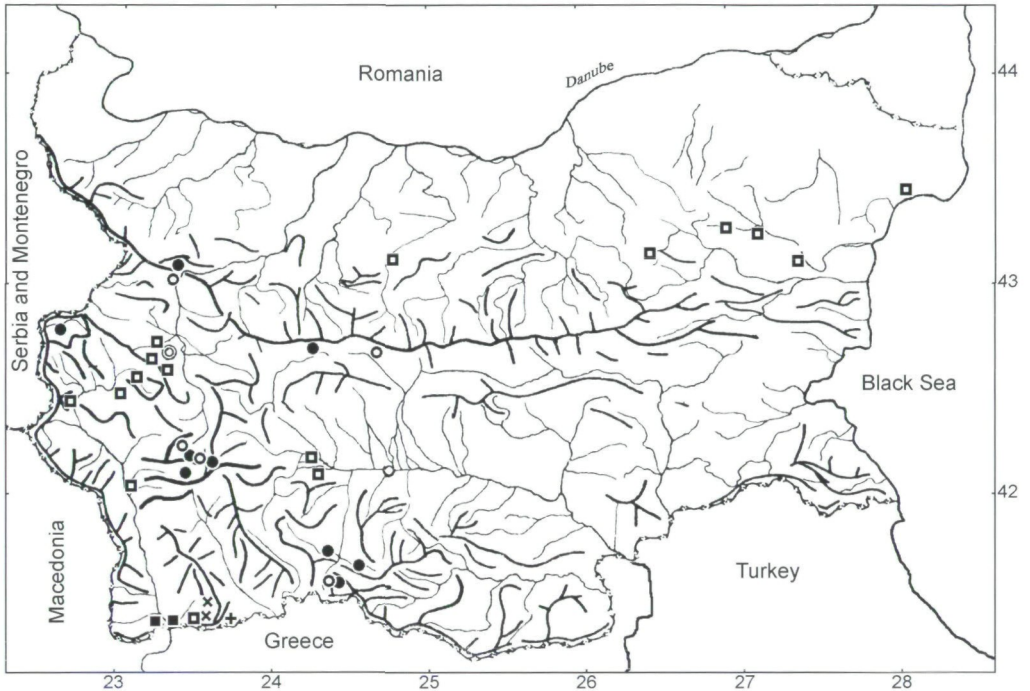 Romania
Danube
44
Serbia and Montenegro
43
Black Sea
42
Macedonia
Turkey
Greece
23
24
25
26
27
28